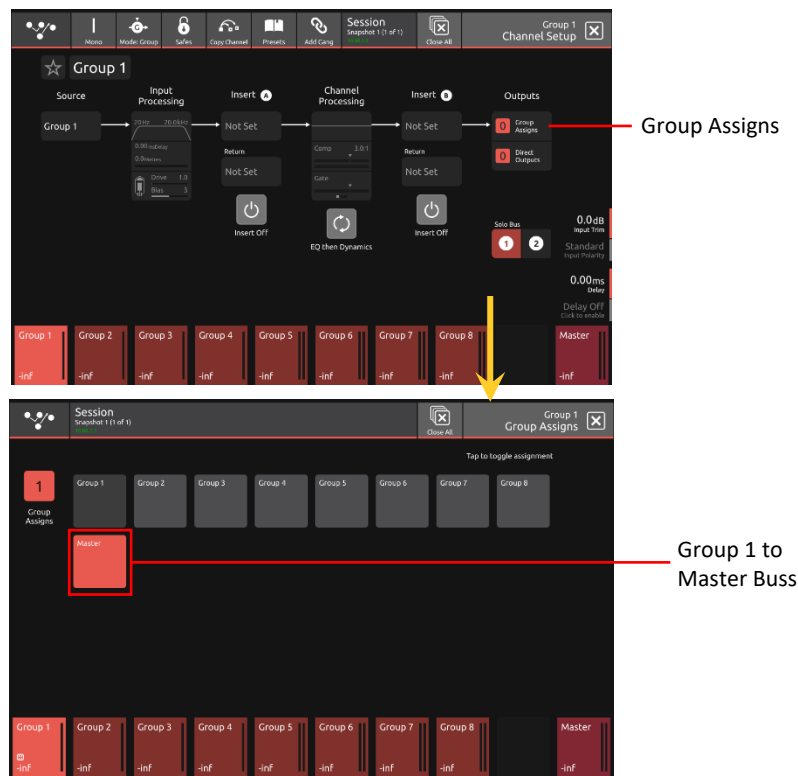 Mono
Mode: Group
Safes
Copy Channel
Presets
Add Gang
Session
Snapshot 1 (1 of 1)
Close All
Group 1
Channel Setup
Group 1
Source
Input
Processing
Insert A
Channel
Processing
Insert B
Outputs
Group 1
20Hz 20.0kHz
Not Set
Not Set
0 Group
Assigns
Group Assigns
0.00
0.0
Return
Return
Comp 3.0:1
0 Direct
Outputs
Not Set
Not Set
Drive 1.0
Bias 3
Gate
Insert Off
EQ then Dynamics
Insert Off
Solo Bus
1 2
0.0dB
Input Trim
Standard
Input Polarity
0.00ms
Delay
Delay Off
Click to enable
Group 1 Group 2 Group 3 Group 4 Group 5 Group 6 Group 7 Group 8 Master
-inf -inf -inf -inf -inf -inf -inf -inf -inf
Session
Snapshot 1 (1 of 1)
Close All
Group 1
Group Assigns
Tap to toggle assignment
1
Group
Assigns
Group 1 Group 2 Group 3 Group 4 Group 5 Group 6 Group 7 Group 8
Master
Group 1 to
Master Buss
Group 1 Group 2 Group 3 Group 4 Group 5 Group 6 Group 7 Group 8 Master
-inf -inf -inf -inf -inf -inf -inf -inf -inf